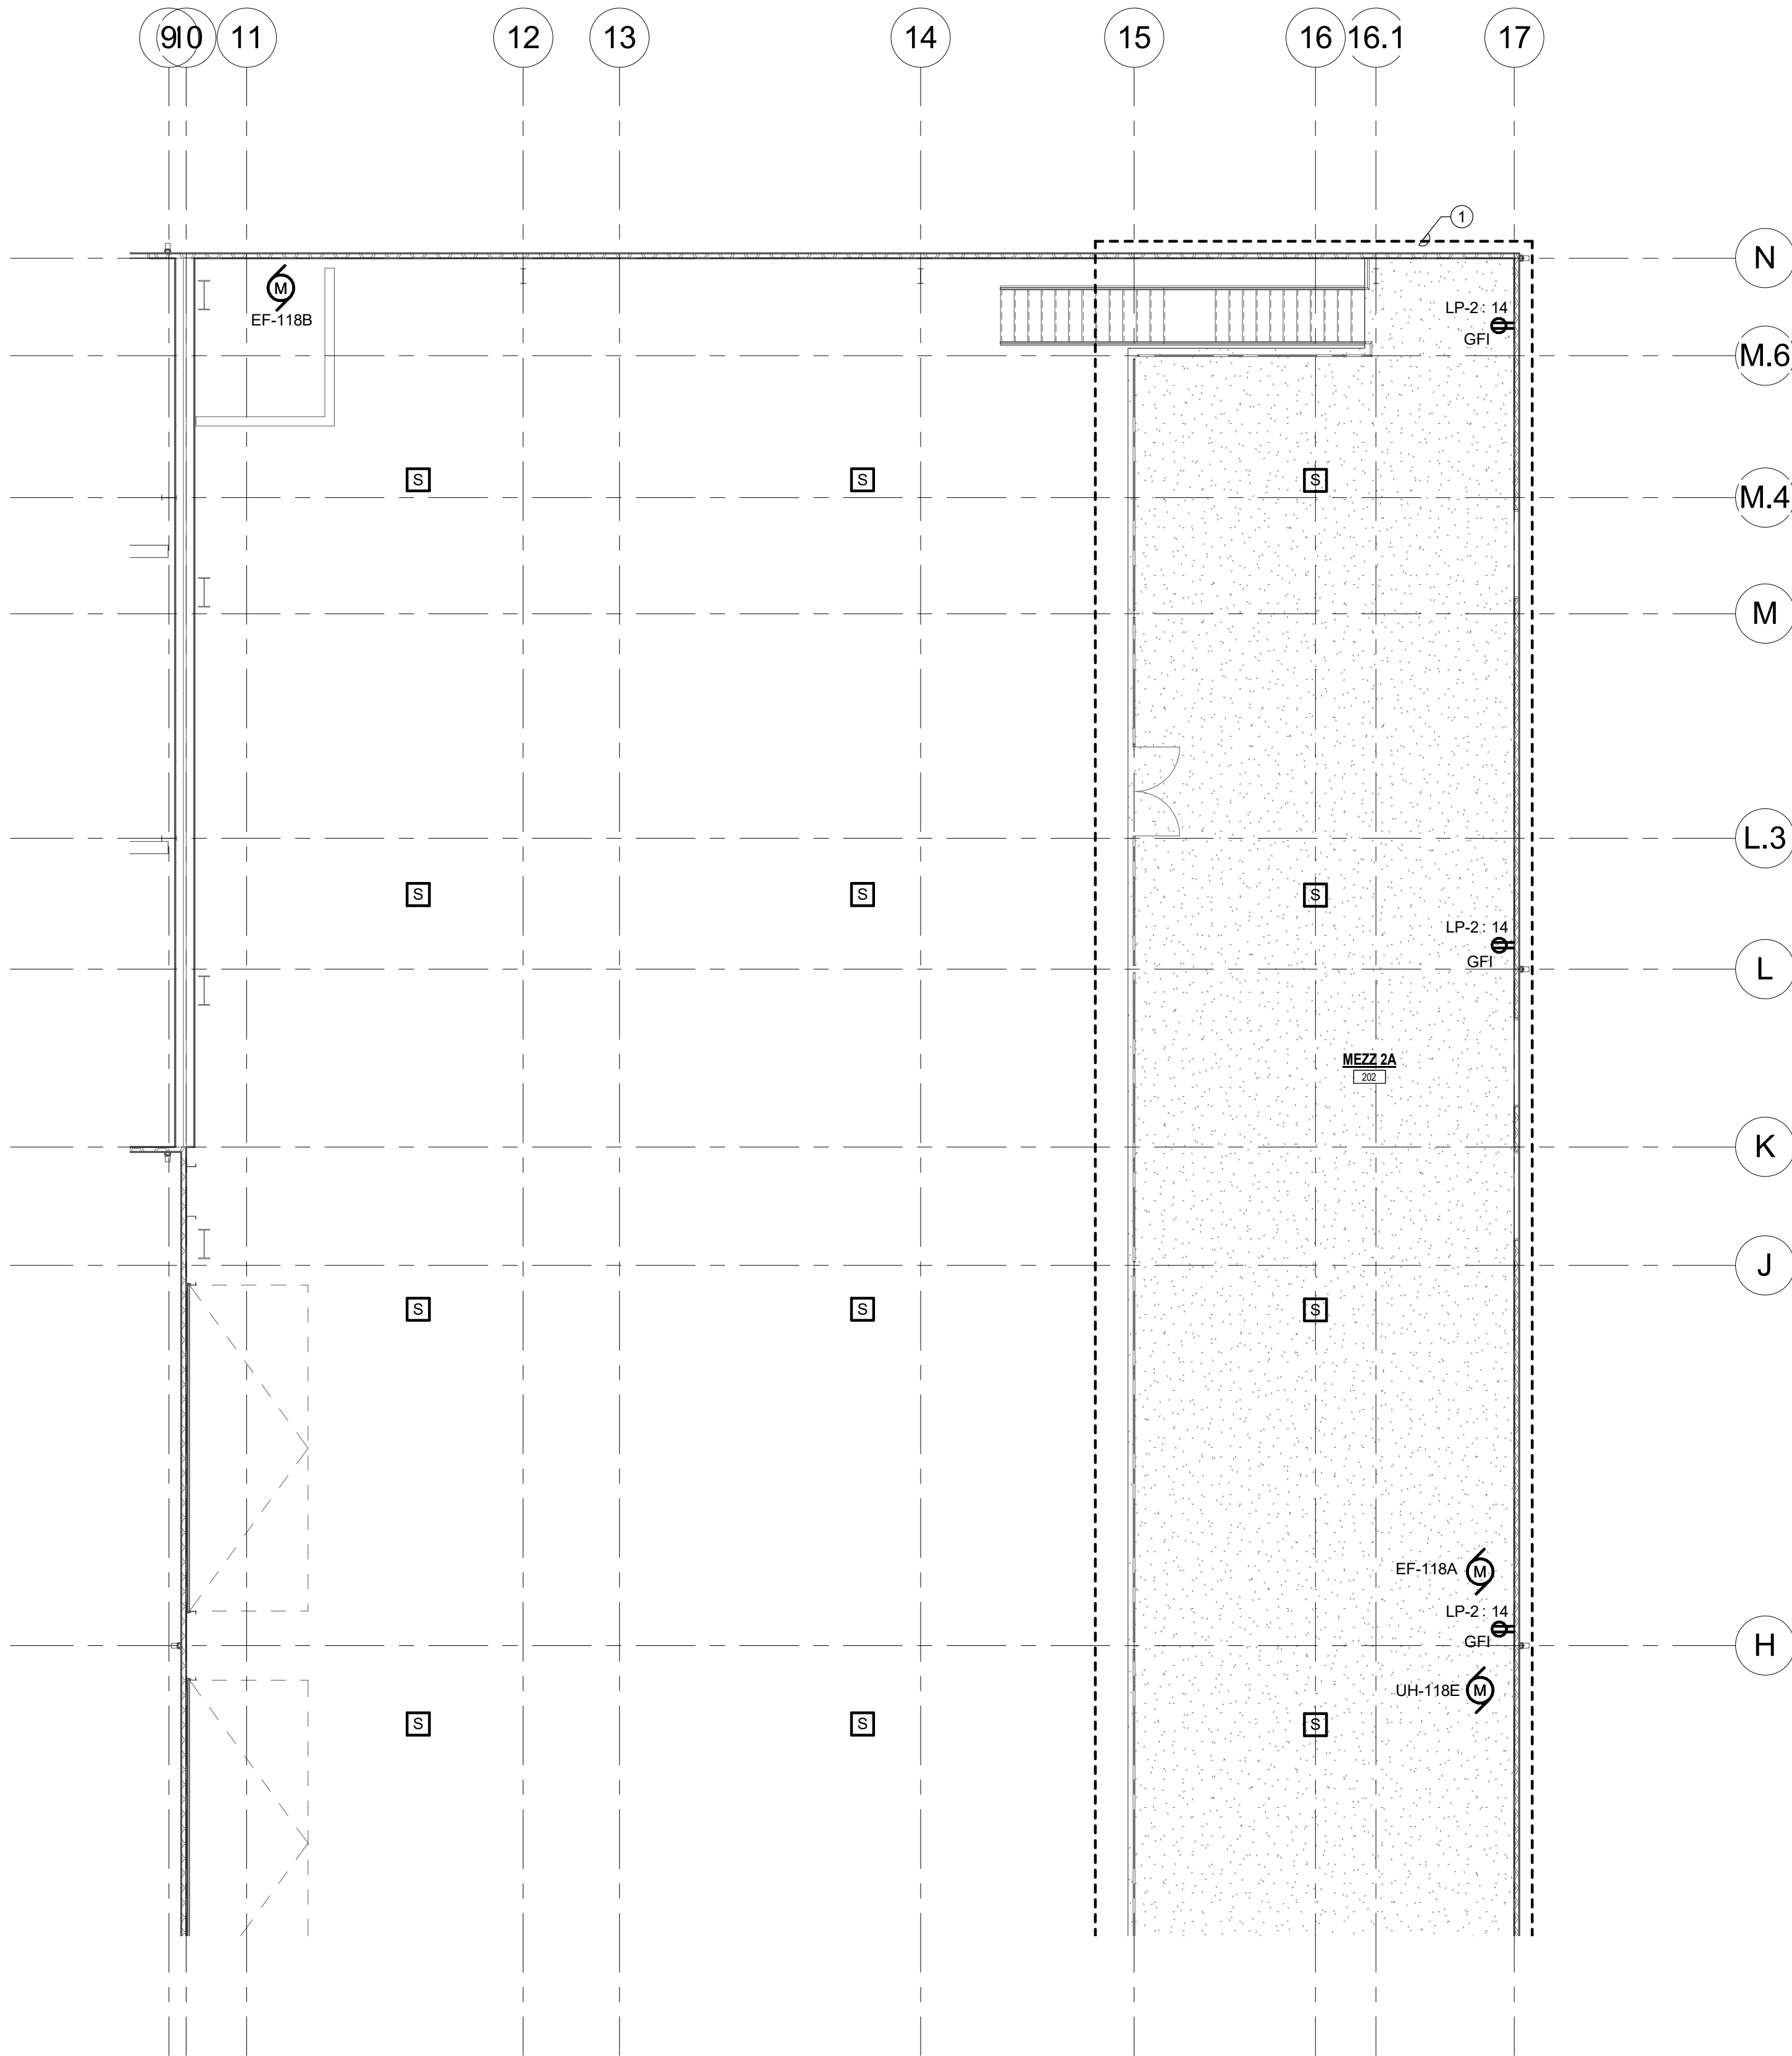 9 10 11 12 13 14 15 16 16.1 17
1
N
LP-2 : 14
M
EF-118B
GFI
M.6
S S S
M.4
M
L.3
S S S
LP-2 : 14
GFI
L
MEZZ 2A
202
K
J
S S S
EF-118A M
LP-2 : 14
GFI
H
UH-118E M
S S S